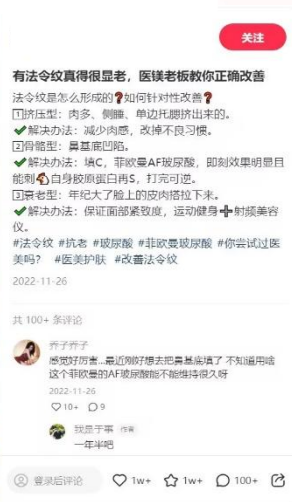 关注
有法令纹真得很显老，医镁老板教你正确改善
法令纹是怎么形成的❓如何针对性改善❓
1️⃣挤压型：肉多、侧睡、单边托腮挤出来的。
✔解决办法：减少肉感，改掉不良习惯。
2️⃣骨骼型：鼻基底凹陷。
✔解决办法：填C，菲欧曼AF玻尿酸，即刻效果明显且
能刺🐔自身胶原蛋白再S，打完可逆。
3️⃣衰老型：年纪大了脸上的皮肉搭拉下来。
✔解决办法：保证面部紧致度，运动健身➕射频美容
仪。
#法令纹 #抗老 #玻尿酸 #菲欧曼玻尿酸 #你尝试过医
美吗？ #医美护肤 #改善法令纹
2022-11-26
共 100+ 条评论
乔子乔子
感觉好厉害...最近刚好想去把鼻基底填了 不知道用啥
这个菲欧曼的AF玻尿酸能不能维持很久呀
2022-11-26
10+ 9
我是于事 作者
一年半吧
登录后评论 1w+ 1w+ 100+